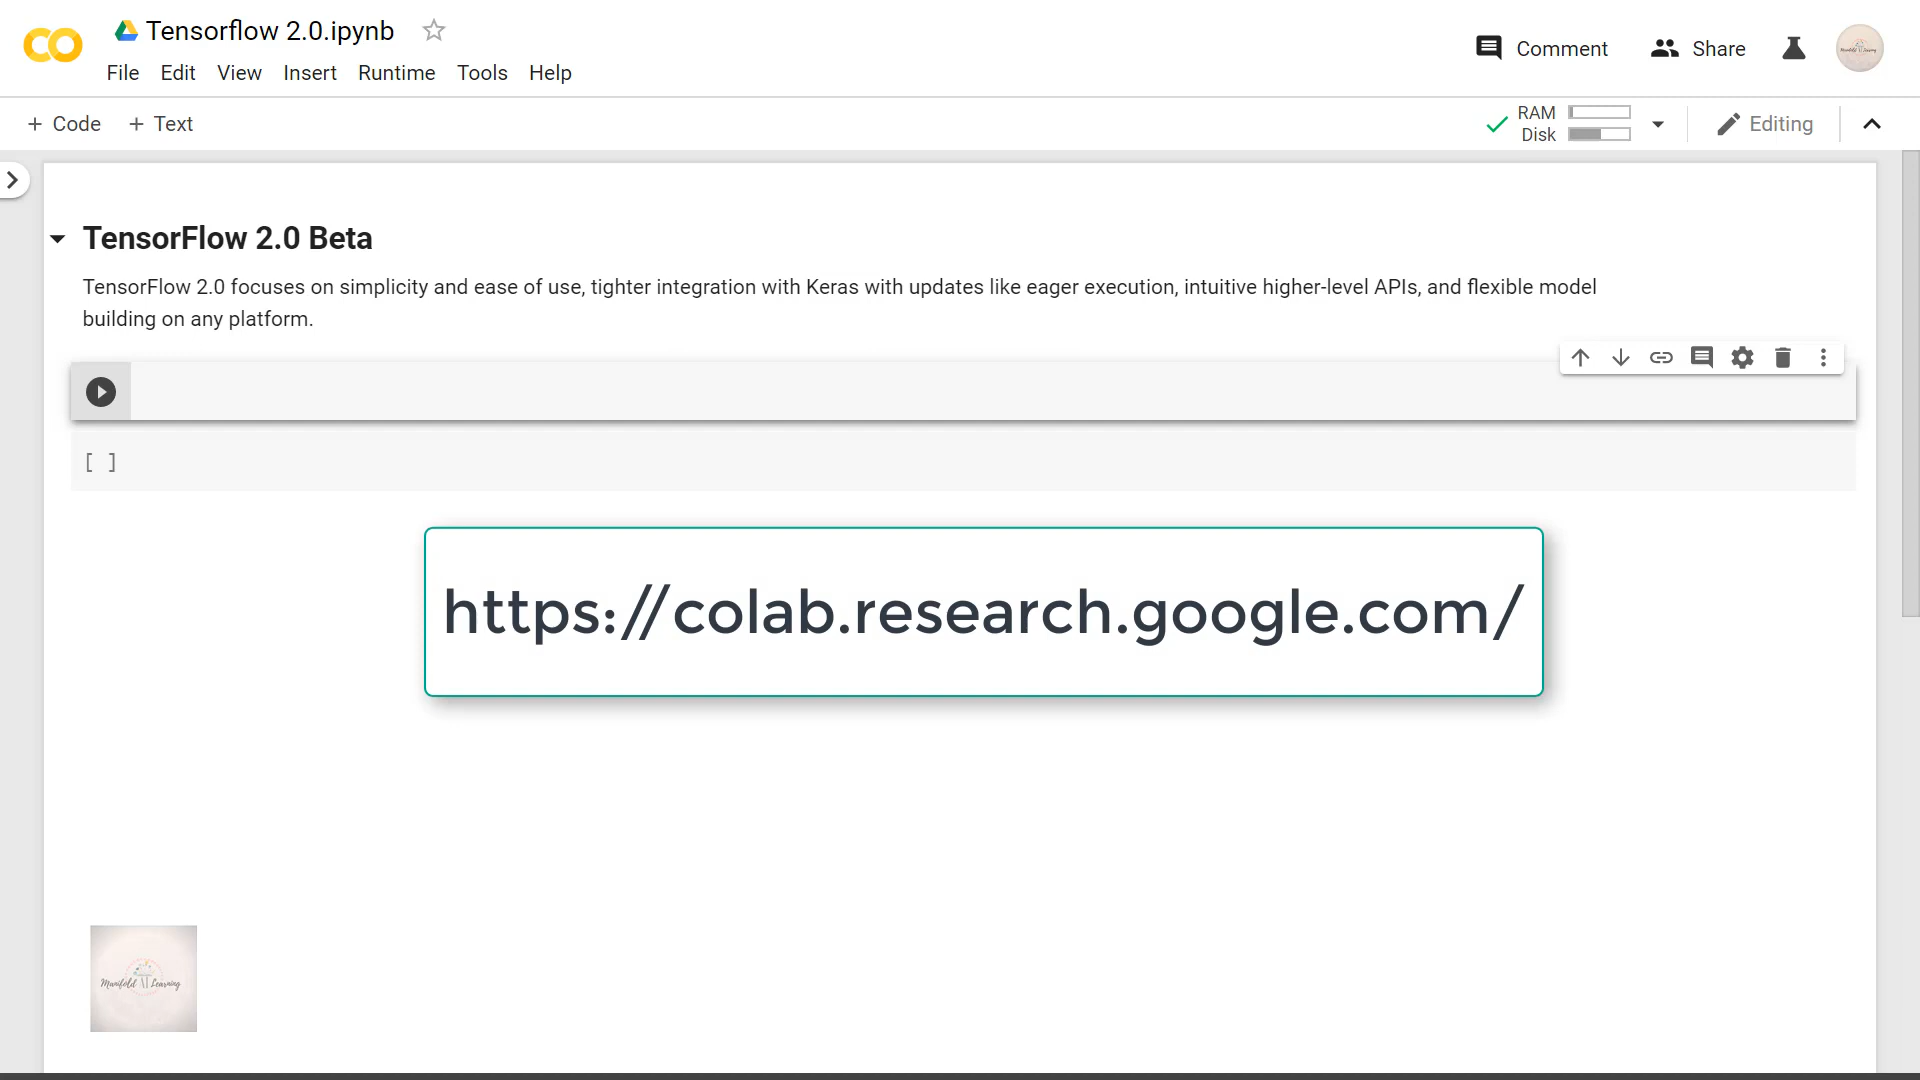 Tensorflow 2.0.ipynb
File Edit View Insert Runtime Tools Help
Comment Share
+ Code + Text
RAM
Disk
Editing
TensorFlow 2.0 Beta
TensorFlow 2.0 focuses on simplicity and ease of use, tighter integration with Keras with updates like eager execution, intuitive higher-level APIs, and flexible model
building on any platform.
[ ]
https://colab.research.google.com/
Manifold AI Learning